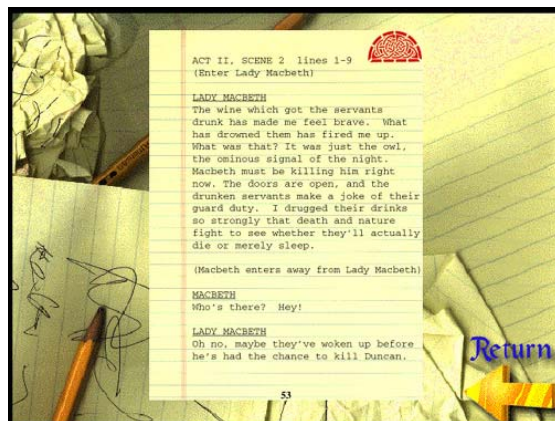 ACT II, SCENE 2 lines 1-9
(Enter Lady Macbeth)
LADY MACBETH
The wine which got the servants
drunk has made me feel brave. What
has drowned them has fired me up.
What was that? It was just the owl,
the ominous signal of the night.
Macbeth must be killing him right
now. The doors are open, and the
drunken servants make a joke of their
guard duty. I drugged their drinks
so strongly that death and nature
fight to see whether they'll actually
die or merely sleep.
(Macbeth enters away from Lady Macbeth)
MACBETH
Who's there? Hey!
LADY MACBETH
Oh no, maybe they've woken up before
he's had the chance to kill Duncan.
53
Return